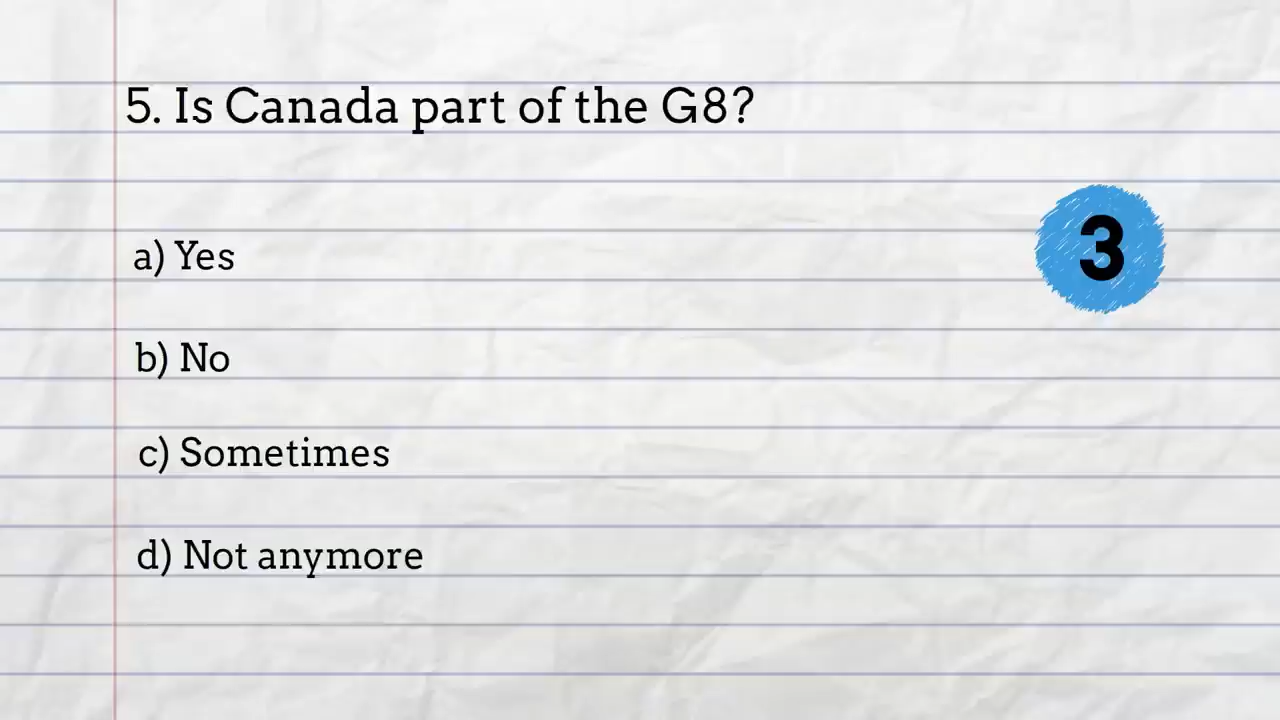 5. Is Canada part of the G8?
3
a) Yes
b) No
c) Sometimes
d) Not anymore